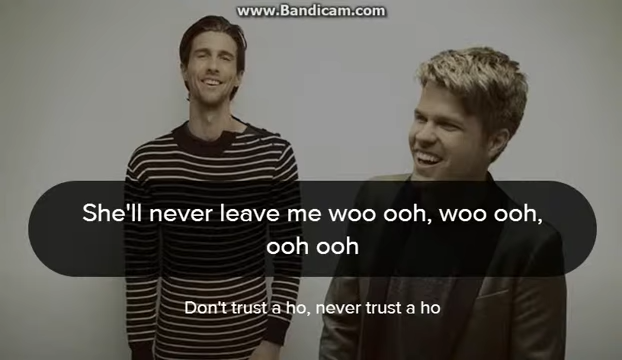 www.Bandicam.com
She'll never leave me woo ooh, woo ooh,
ooh ooh
Don't trust a ho, never trust a ho